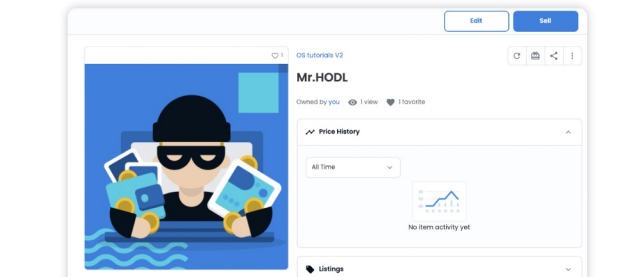 Edit
Sell
1
OS tutorials V2
Mr.HODL
Owned by you 1 view 1 favorite
Price History
All Time
No item activity yet
Listings